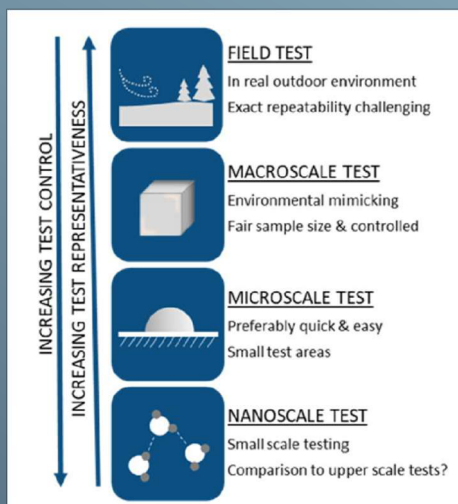 INCREASING TEST CONTROL
INCREASING TEST REPRESENTATIVENESS
FIELD TEST
In real outdoor environment
Exact repeatability challenging
MACROSCALE TEST
Environmental mimicking
Fair sample size & controlled
MICROSCALE TEST
Preferably quick & easy
Small test areas
NANOSCALE TEST
Small scale testing
Comparison to upper scale tests?